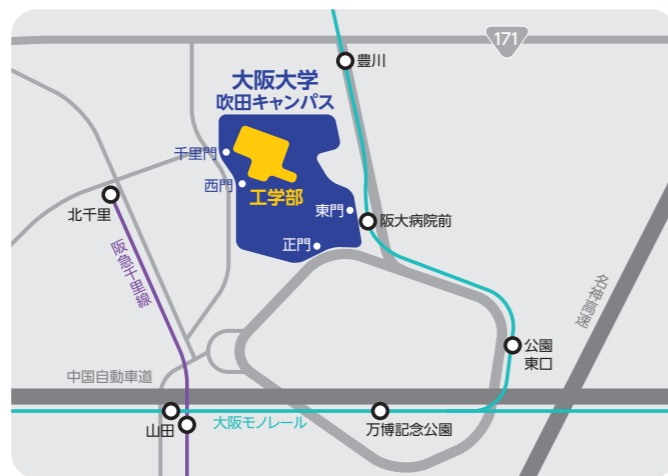 171
豊川
大阪大学
吹田キャンパス
千里門
西門
工学部
東門
北千里
阪大病院前
正門
阪急千里線
名神高速
公園
東口
中国自動車道
山田
大阪モノレール
万博記念公園